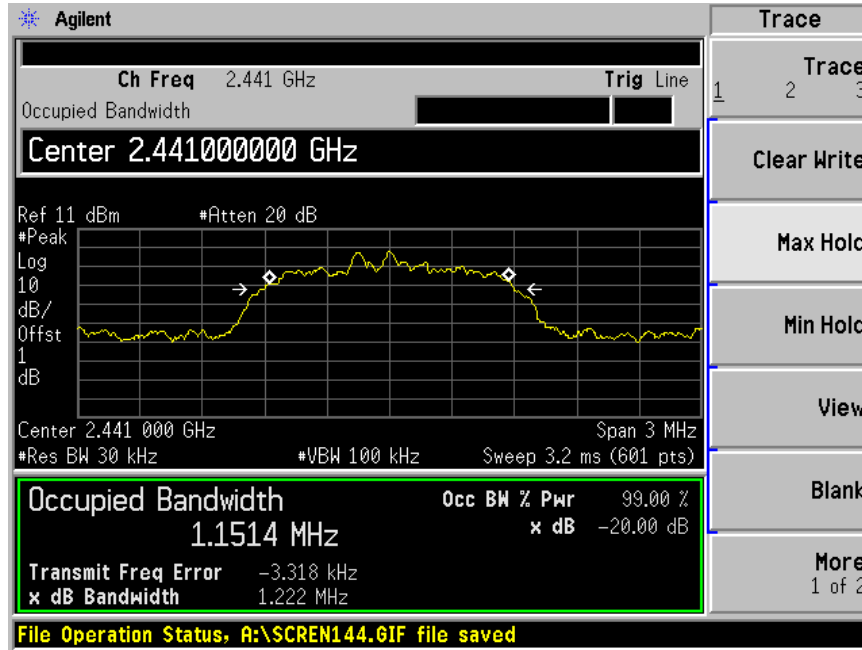 Agilent
Trace
Ch Freq 2.441 GHz Trig Line
Occupied Bandwidth
Center 2.441000000 GHz
Ref 11 dBm #Atten 20 dB
#Peak
Log
10
dB/
Offst
1
dB
Center 2.441 000 GHz Span 3 MHz
#Res BW 30 kHz #VBW 100 kHz Sweep 3.2 ms (601 pts)
Occupied Bandwidth Occ BW % Pwr 99.00 %
1.1514 MHz x dB -20.00 dB
Transmit Freq Error -3.318 kHz
x dB Bandwidth 1.222 MHz
File Operation Status, A:\SCREN144.GIF file saved
Trace
1 2 3
Clear Write
Max Hold
Min Hold
View
Blank
More
1 of 2